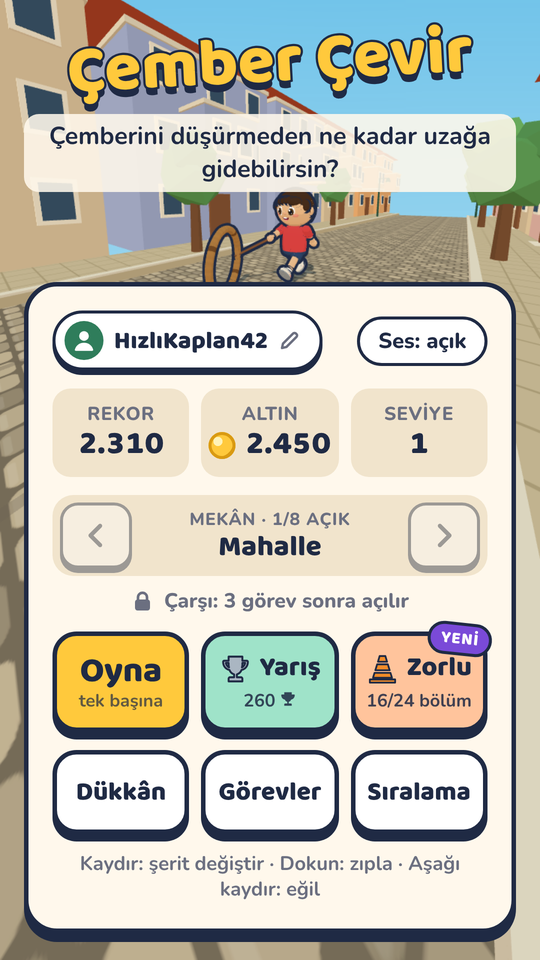 Çember Çevir
Çemberini düşürmeden ne kadar uzağa
gidebilirsin?
HızlıKaplan42
Ses: açık
REKOR
2.310
ALTIN
2.450
SEVİYE
1
MEKÂN · 1/8 AÇIK
Mahalle
Çarşı: 3 görev sonra açılır
Oyna
tek başına
Yarış
260
YENİ
Zorlu
16/24 bölüm
Dükkân
Görevler
Sıralama
Kaydır: şerit değiştir · Dokun: zıpla · Aşağı
kaydır: eğil